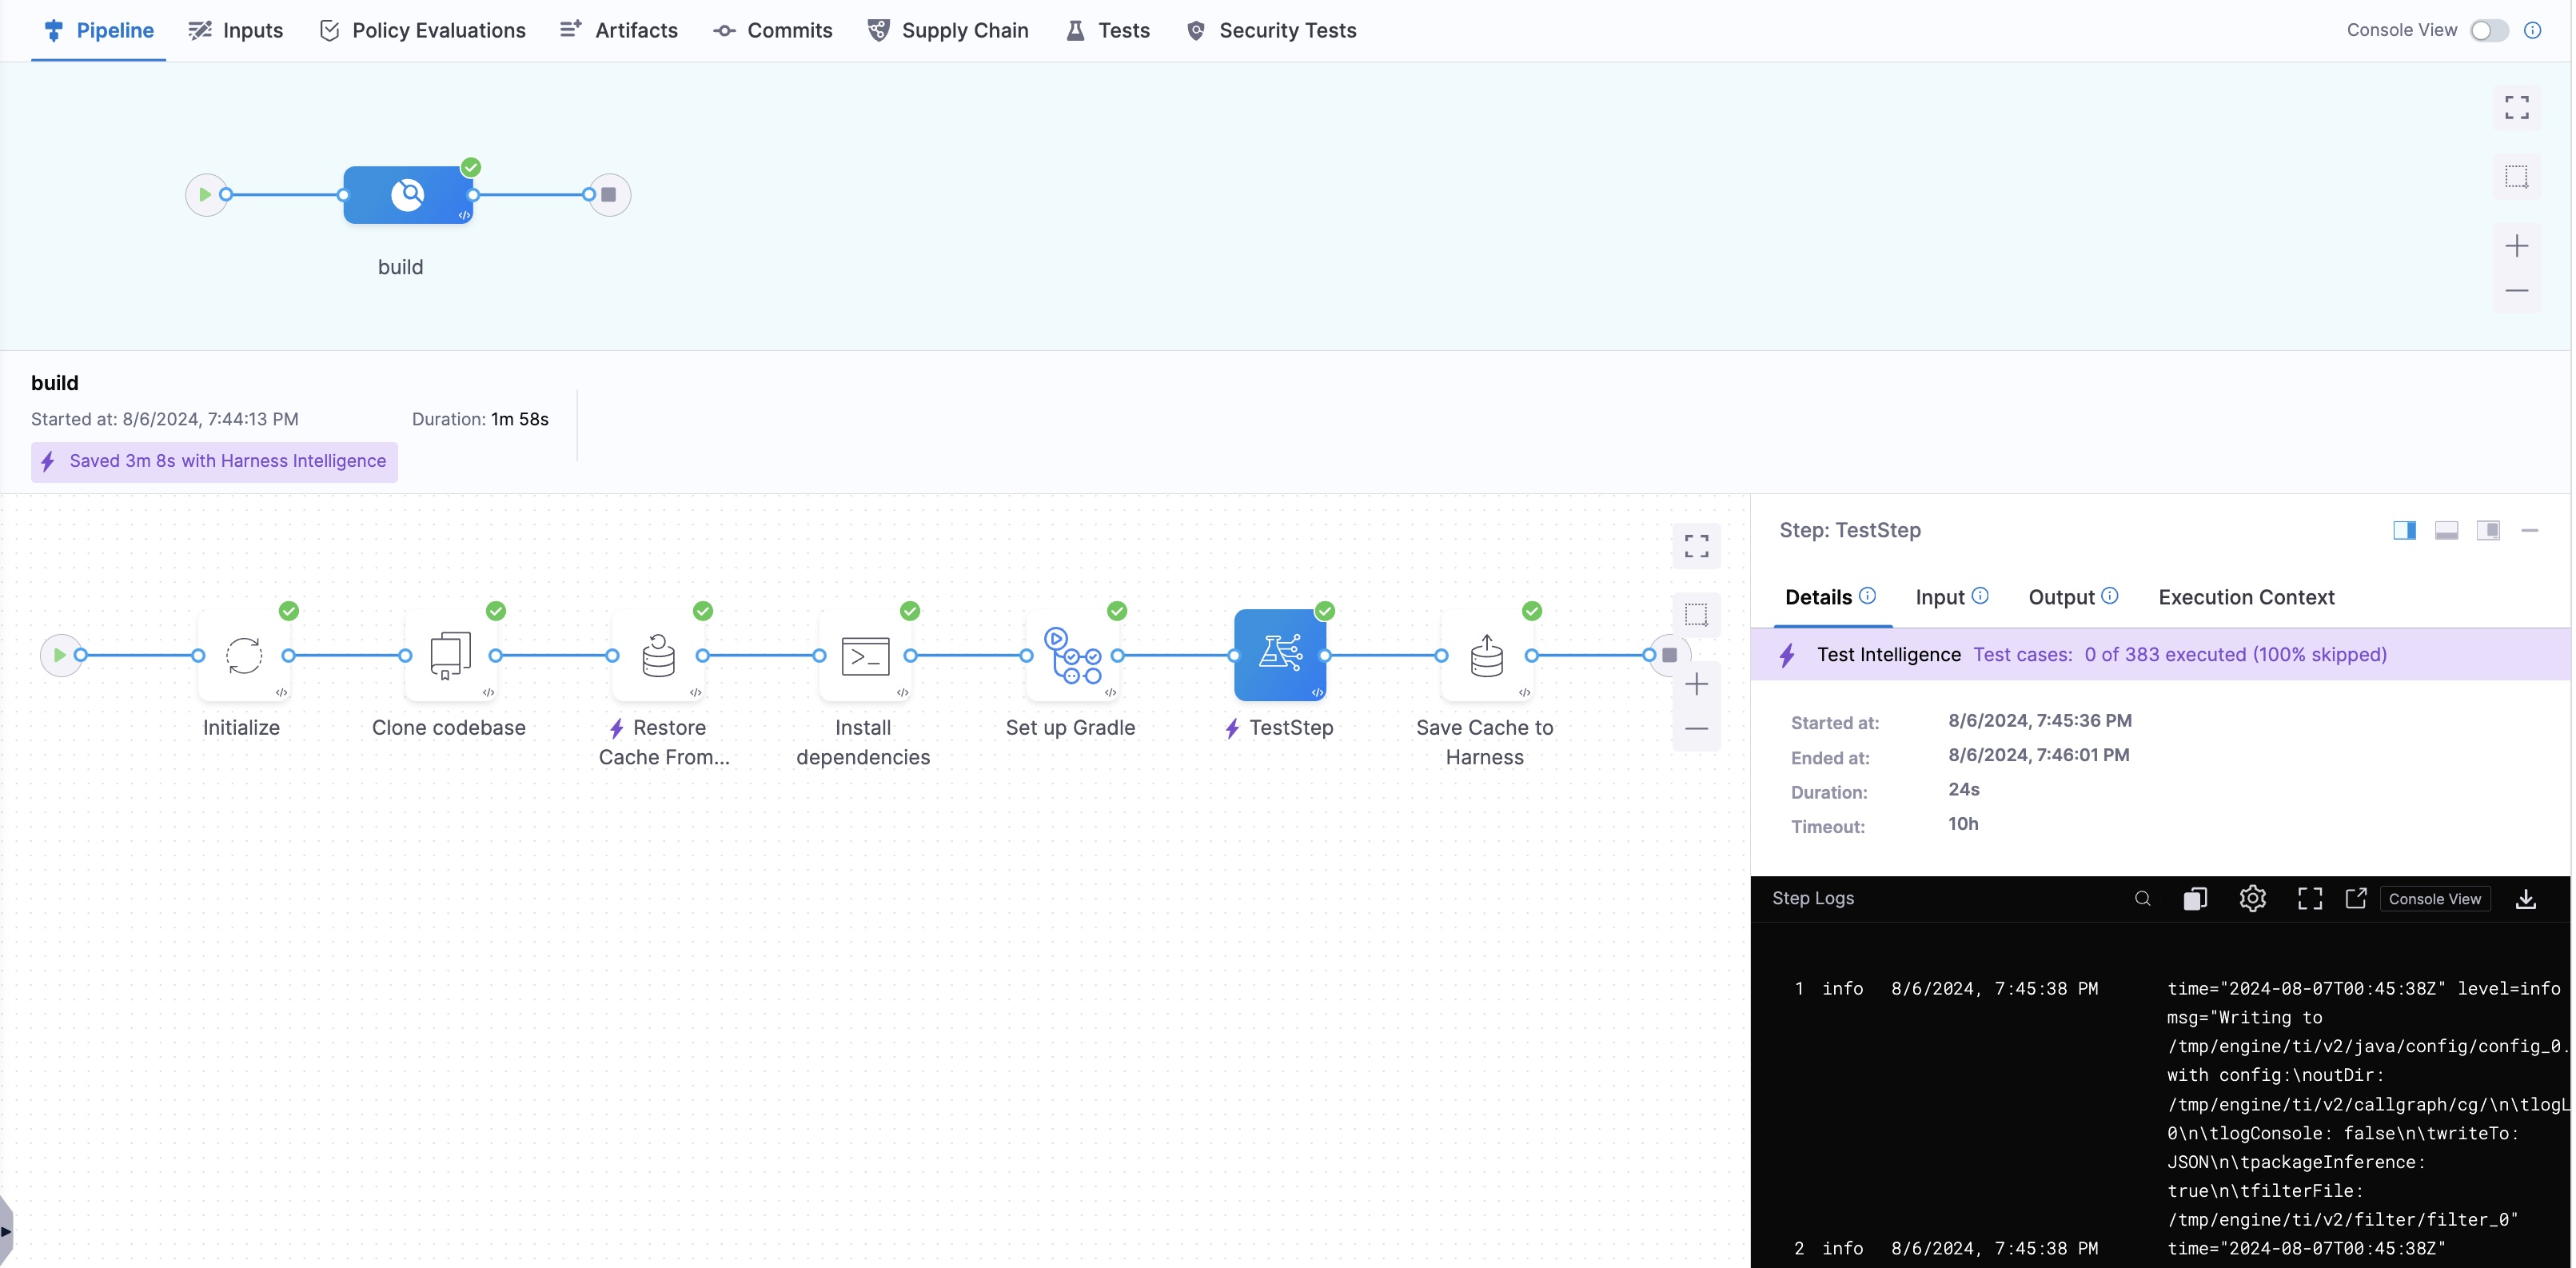 Pipeline Inputs Policy Evaluations Artifacts Commits Supply Chain Tests Security Tests Console View
build
build
Started at: 8/6/2024, 7:44:13 PM Duration: 1m 58s
Saved 3m 8s with Harness Intelligence
Initialize
Clone codebase
Restore
Cache From...
Install
dependencies
Set up Gradle
TestStep
Save Cache to
Harness
Step: TestStep
Details Input Output Execution Context
Test Intelligence Test cases: 0 of 383 executed (100% skipped)
Started at: 8/6/2024, 7:45:36 PM
Ended at: 8/6/2024, 7:46:01 PM
Duration: 24s
Timeout: 10h
Step Logs Console View
1 info 8/6/2024, 7:45:38 PM time="2024-08-07T00:45:38Z" level=info
msg="Writing to
/tmp/engine/ti/v2/java/config/config_0.
with config:\noutDir:
/tmp/engine/ti/v2/callgraph/cg/\n\tlogL
0\n\tlogConsole: false\n\twriteTo:
JSON\n\tpackageInference:
true\n\tfilterFile:
/tmp/engine/ti/v2/filter/filter_0"
2 info 8/6/2024, 7:45:38 PM time="2024-08-07T00:45:38Z"